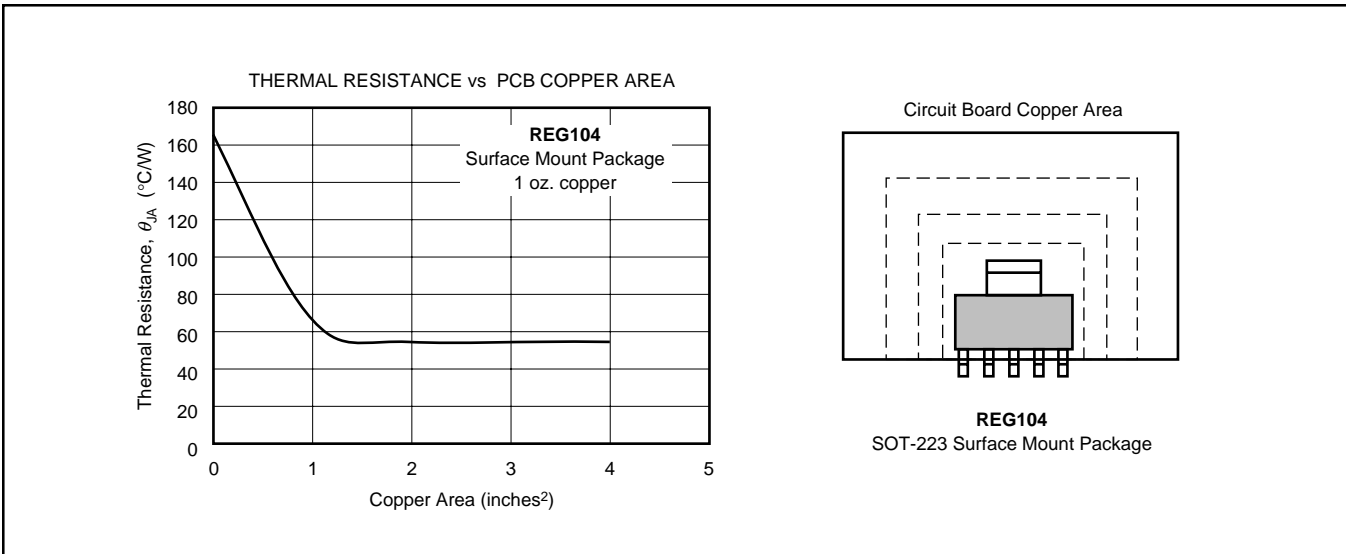 THERMAL RESISTANCE vs PCB COPPER AREA
Thermal Resistance, θJA (°C/W)
180
160
140
120
100
80
60
40
20
0
REG104
Surface Mount Package
1 oz. copper
0 1 2 3 4 5
Copper Area (inches²)
Circuit Board Copper Area
REG104
SOT-223 Surface Mount Package